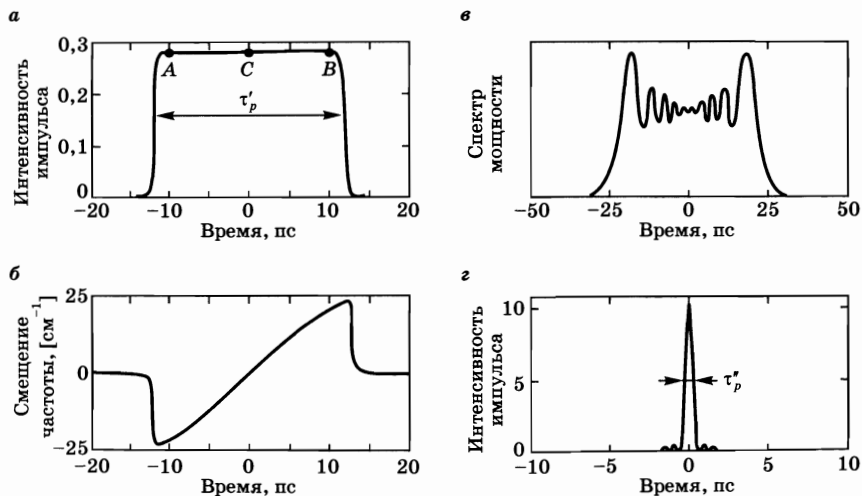 а
Интенсивность
импульса
0,3
0,2
0,1
0
A
C
B
τ′p
−20
−10
0
10
20
Время, пс
в
Спектр
мощности
−50
−25
0
25
50
Время, пс
б
Смещение
частоты, [см⁻¹]
25
0
−25
−20
−10
0
10
20
Время, пс
г
Интенсивность
импульса
10
5
0
τ″p
−10
−5
0
5
10
Время, пс